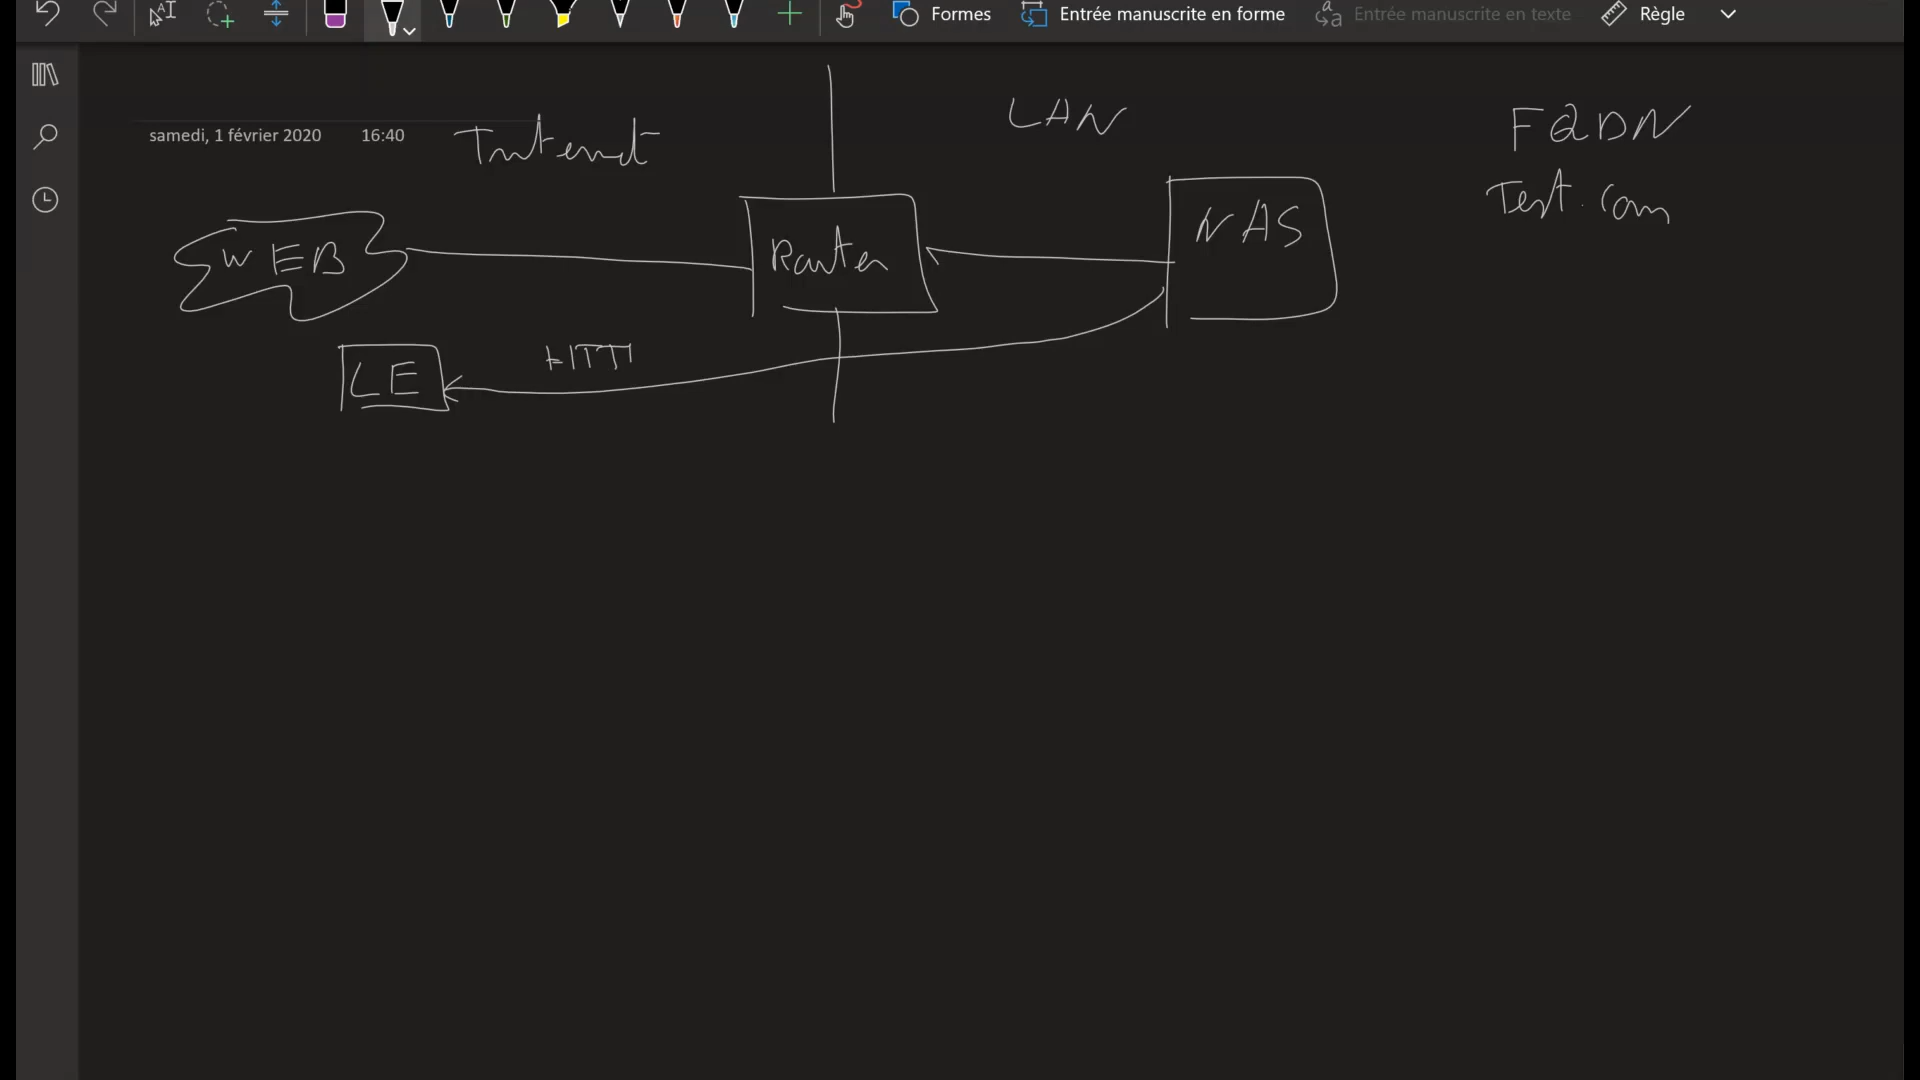 Formes
Entrée manuscrite en forme
Entrée manuscrite en texte
Règle
samedi, 1 février 2020 16:40
Internet
LAN
FQDN
Test.com
WEB
Router
NAS
LE